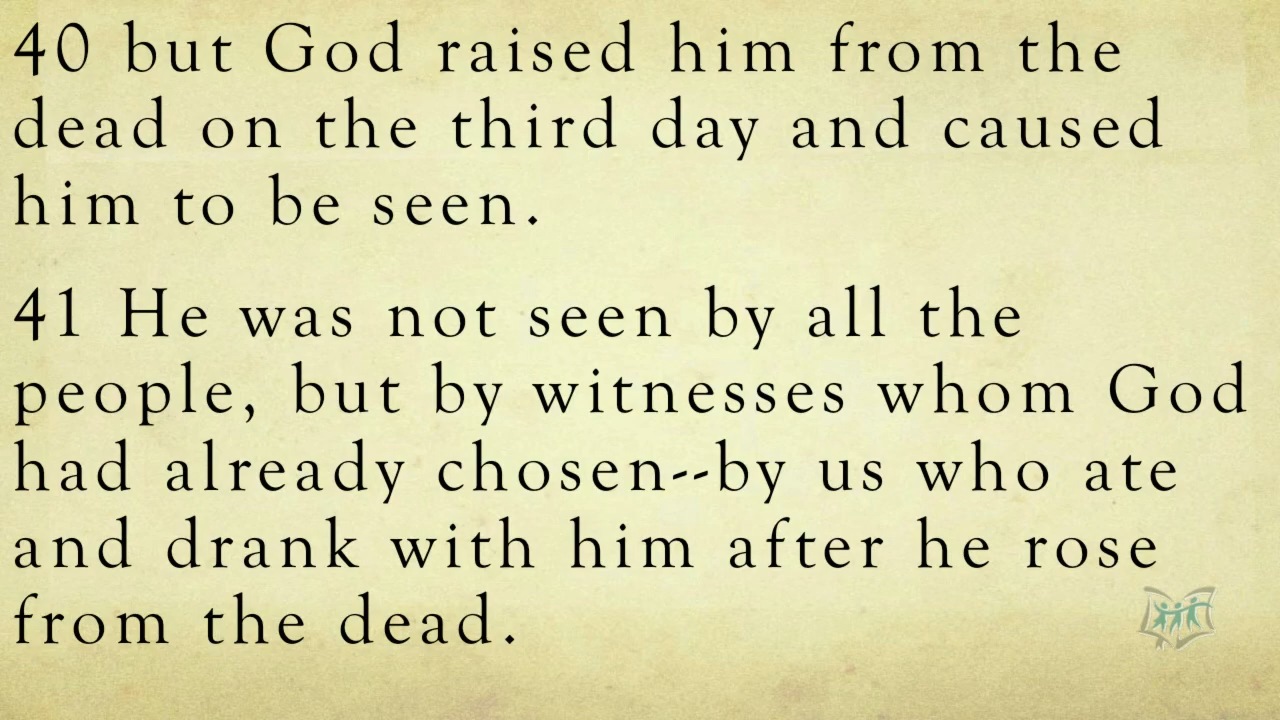 40 but God raised him from the
dead on the third day and caused
him to be seen.
41 He was not seen by all the
people, but by witnesses whom God
had already chosen--by us who ate
and drank with him after he rose
from the dead.